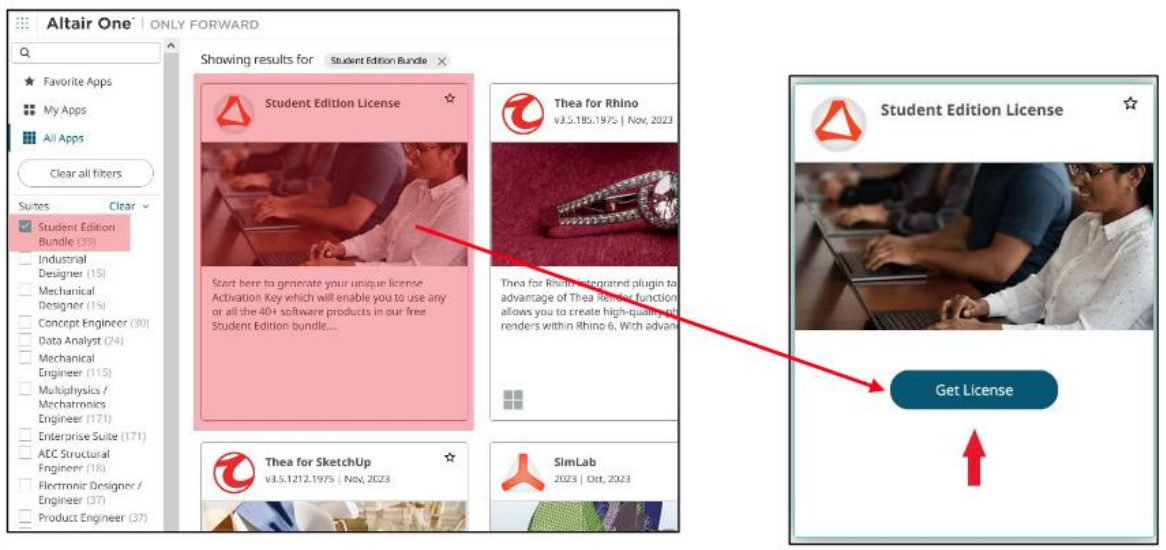 Altair One™ | ONLY FORWARD
Favorite Apps
My Apps
All Apps
Clear all filters
Suites Clear
Student Edition
Bundle (39)
Industrial
Designer (15)
Mechanical
Designer (15)
Concept Engineer (30)
Data Analyst (24)
Mechanical
Engineer (115)
Multiphysics /
Mechatronics
Engineer (171)
Enterprise Suite (171)
AEC Structural
Engineer (18)
Electronic Designer /
Engineer (37)
Product Engineer (37)
Showing results for Student Edition Bundle X
Student Edition License
Start here to generate your unique license
Activation Key which will enable you to use any
or all the 40+ software products in our free
Student Edition bundle....
Thea for Rhino
v3.5.185.1975 | Nov, 2023
Thea for Rhino integrated plugin ta
advantage of Thea Render function
allows you to create high-quality ph
renders within Rhino 6. With advan
Thea for SketchUp
v3.5.1212.1975 | Nov, 2023
SimLab
2023 | Oct, 2023
Student Edition License
Get License